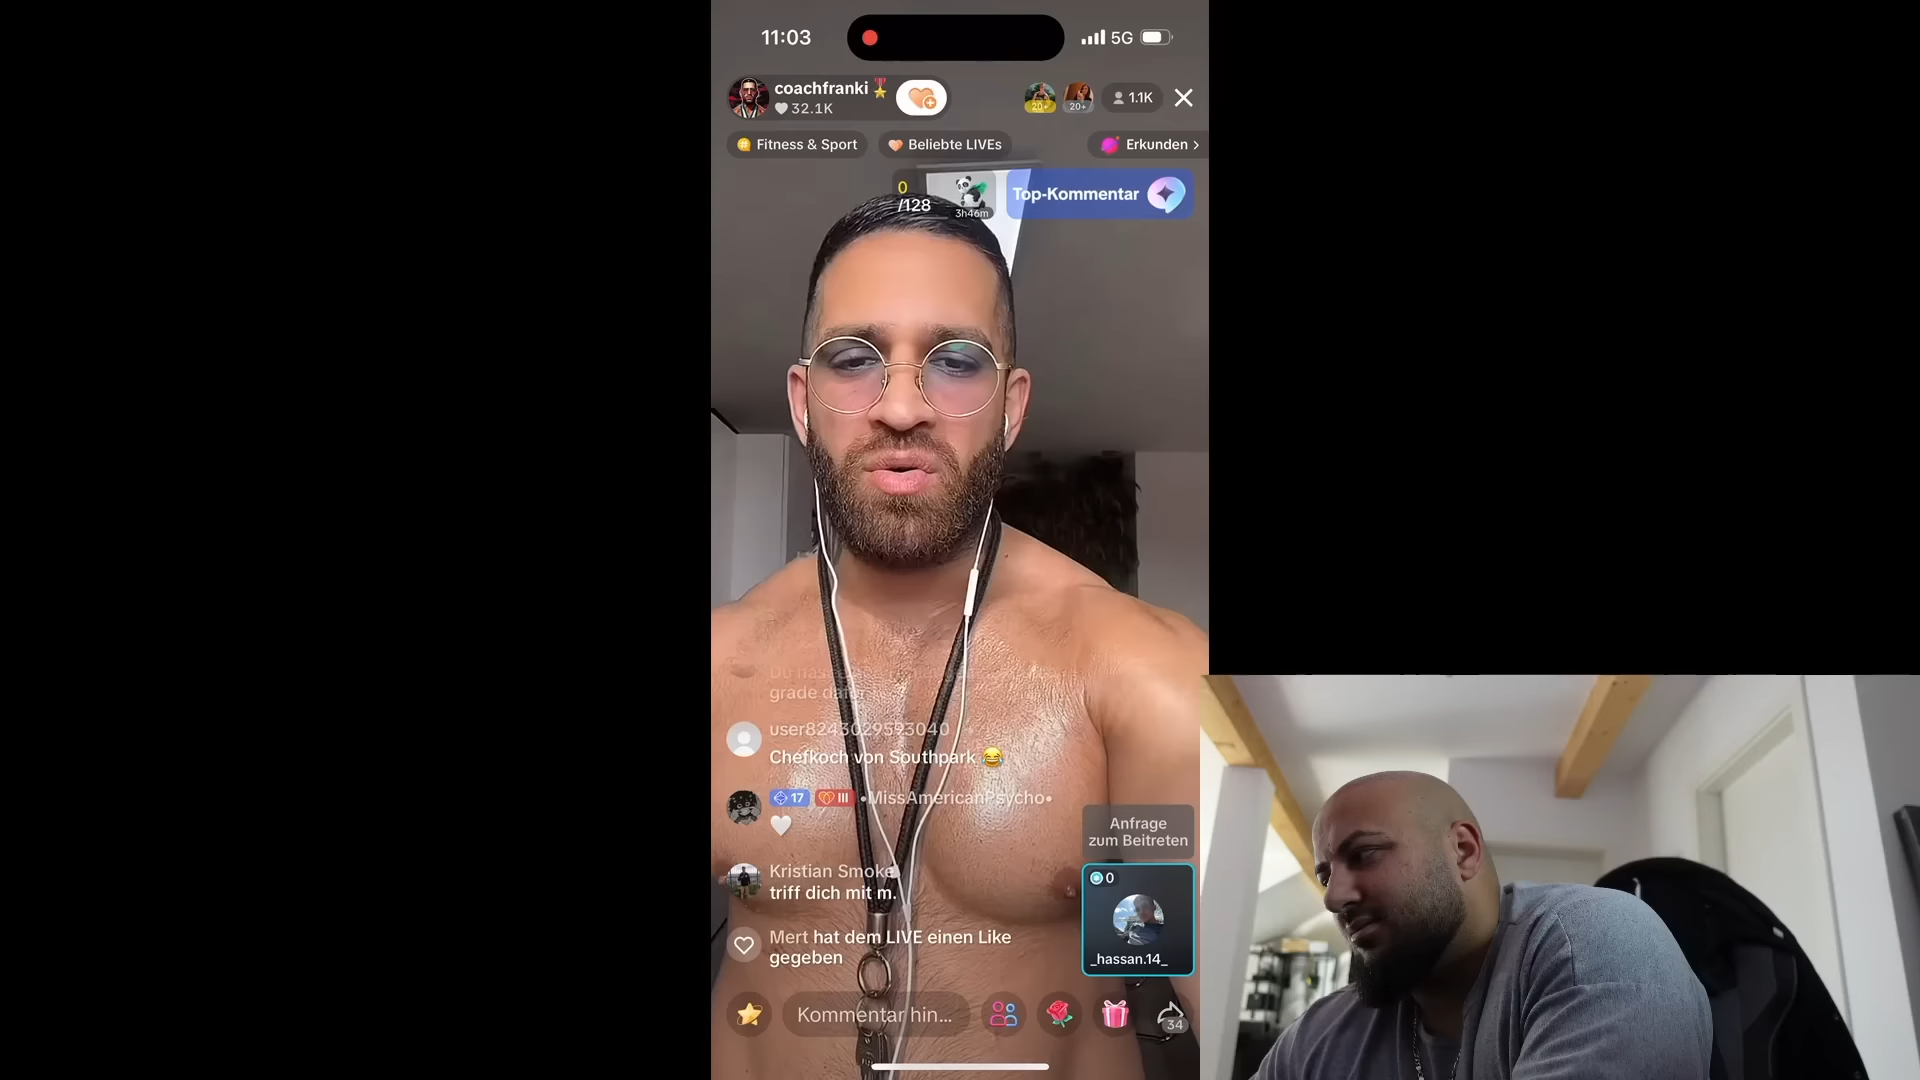 11:03
5G
coachfranki
32.1K
20+
20+
1.1K
Fitness & Sport
Beliebte LIVEs
Erkunden >
0
/128
3h46m
Top-Kommentar
grade
user8243029593040
Chefkoch von Southpark 😂
17 III •MissAmericanPsycho•
🤍
Kristian Smoke
triff dich mit m.
Mert hat dem LIVE einen Like
gegeben
Anfrage
zum Beitreten
0
_hassan.14_
Kommentar hin...
34